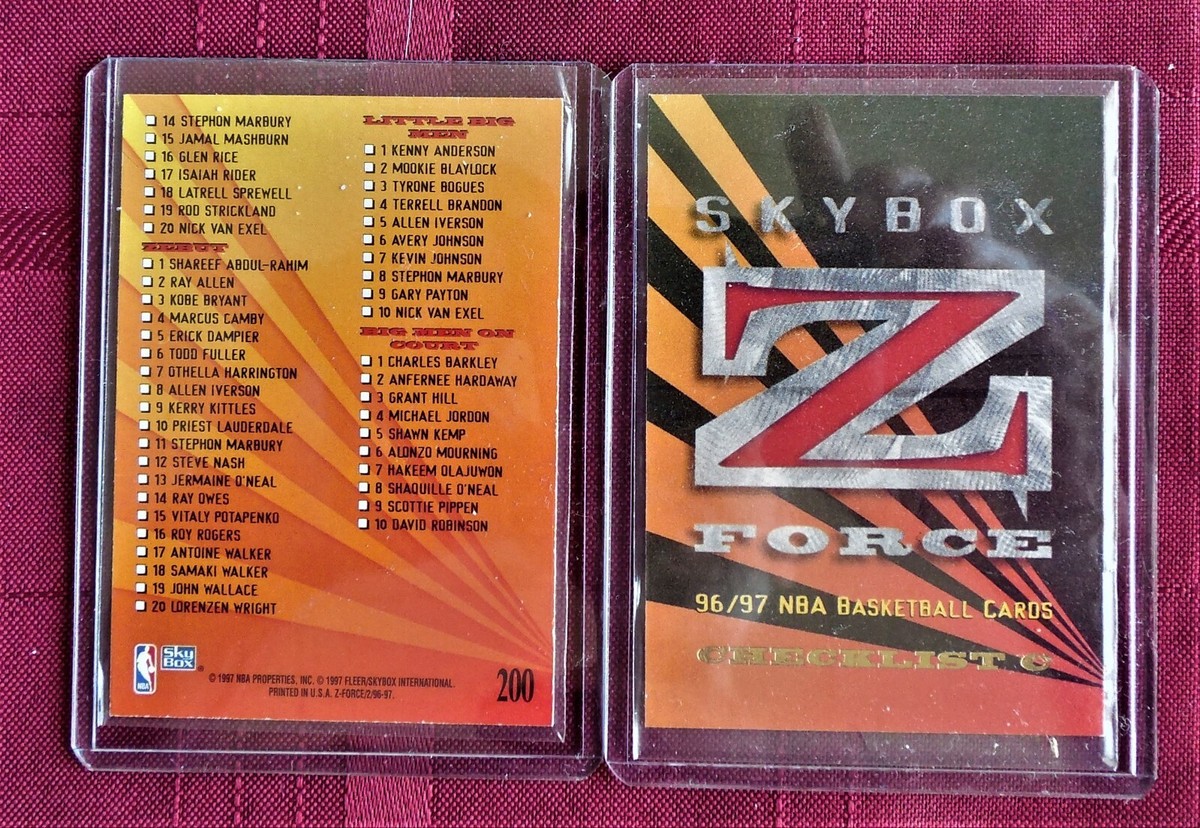 14 STEPHON MARBURY
15 JAMAL MASHBURN
16 GLEN RICE
17 ISAIAH RIDER
18 LATRELL SPREWELL
19 ROD STRICKLAND
20 NICK VAN EXEL
DEBUT
1 SHAREEF ABDUL-RAHIM
2 RAY ALLEN
3 KOBE BRYANT
4 MARCUS CAMBY
5 ERICK DAMPIER
6 TODD FULLER
7 OTHELLA HARRINGTON
8 ALLEN IVERSON
9 KERRY KITTLES
10 PRIEST LAUDERDALE
11 STEPHON MARBURY
12 STEVE NASH
13 JERMAINE O'NEAL
14 RAY OWES
15 VITALY POTAPENKO
16 ROY ROGERS
17 ANTOINE WALKER
18 SAMAKI WALKER
19 JOHN WALLACE
20 LORENZEN WRIGHT
LITTLE BIG
MEN
1 KENNY ANDERSON
2 MOOKIE BLAYLOCK
3 TYRONE BOGUES
4 TERRELL BRANDON
5 ALLEN IVERSON
6 AVERY JOHNSON
7 KEVIN JOHNSON
8 STEPHON MARBURY
9 GARY PAYTON
10 NICK VAN EXEL
BIG MEN ON
COURT
1 CHARLES BARKLEY
2 ANFERNEE HARDAWAY
3 GRANT HILL
4 MICHAEL JORDON
5 SHAWN KEMP
6 ALONZO MOURNING
7 HAKEEM OLAJUWON
8 SHAQUILLE O'NEAL
9 SCOTTIE PIPPEN
10 DAVID ROBINSON
NBA
SKY
BOX
© 1997 NBA PROPERTIES, INC. © 1997 FLEER/SKYBOX INTERNATIONAL.
PRINTED IN U.S.A. Z-FORCE/2/96-97.
200
SKYBOX
Z
FORCE
96/97 NBA BASKETBALL CARDS
CHECKLIST C